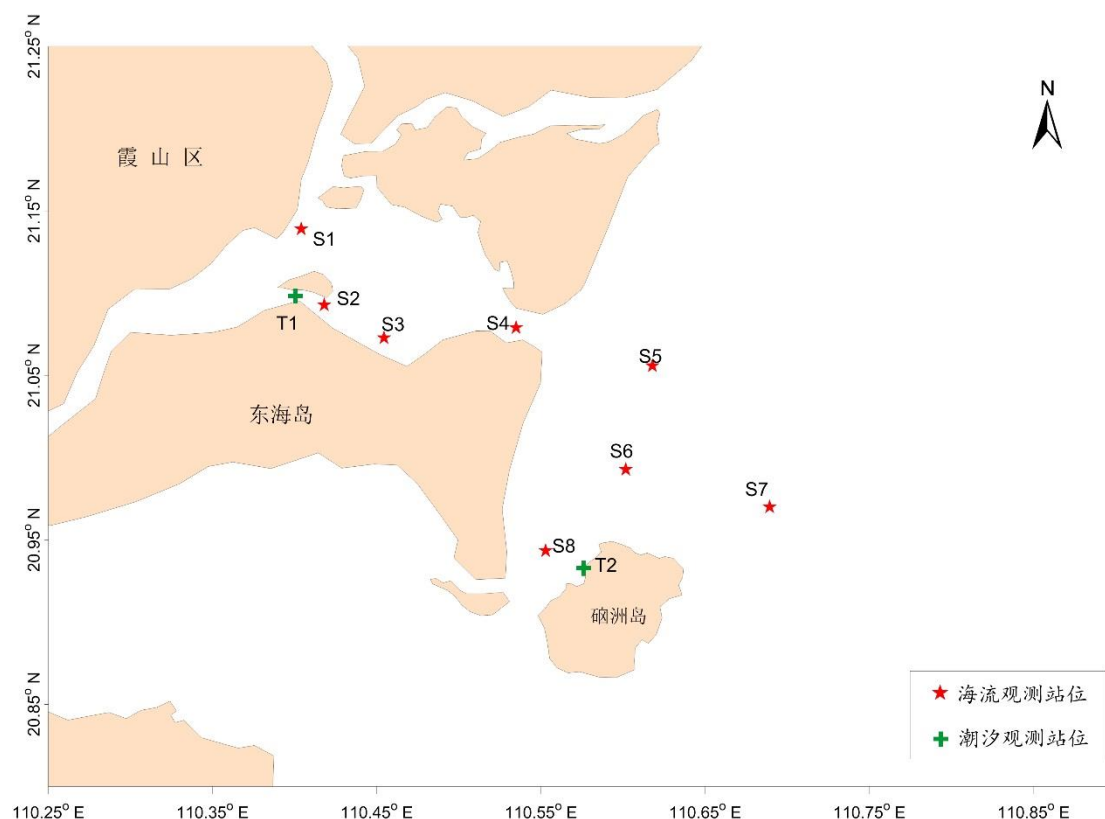 21.25° N
N
霞山区
21.15° N
S1
S2
T1
S3
S4
S5
21.05° N
东海岛
S6
S7
20.95° N
S8
T2
硇洲岛
海流观测站位
20.85° N
潮汐观测站位
110.25° E
110.35° E
110.45° E
110.55° E
110.65° E
110.75° E
110.85° E